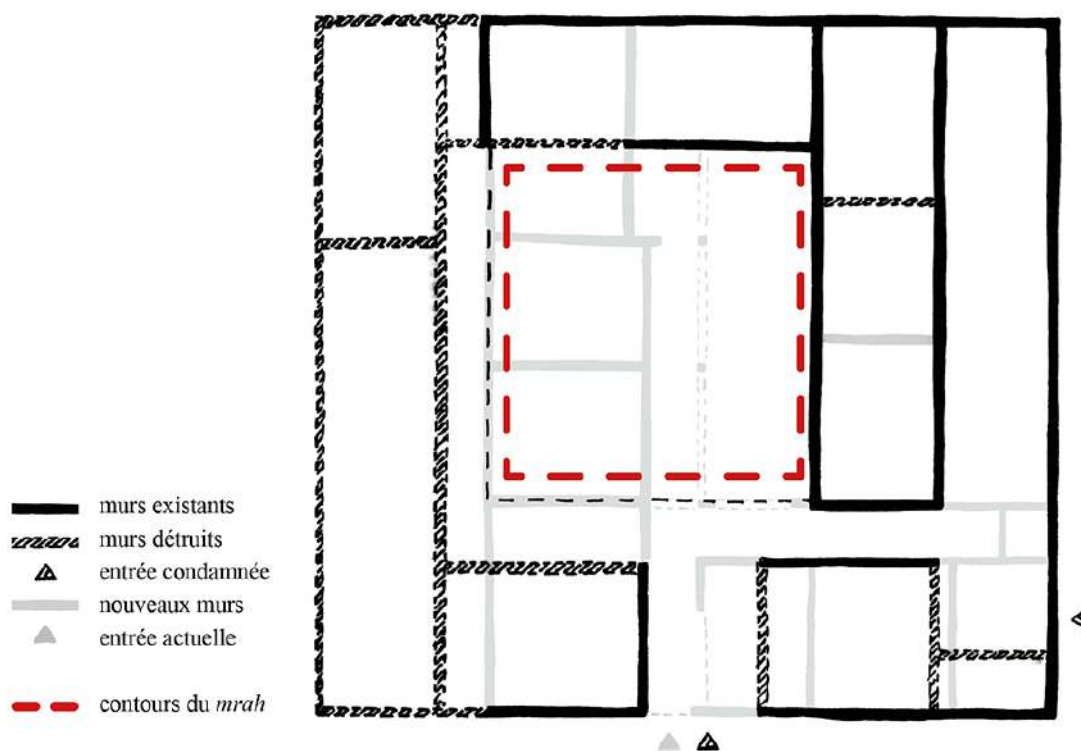 murs existants
murs détruits
entrée condamnée
nouveaux murs
entrée actuelle
contours du mrah